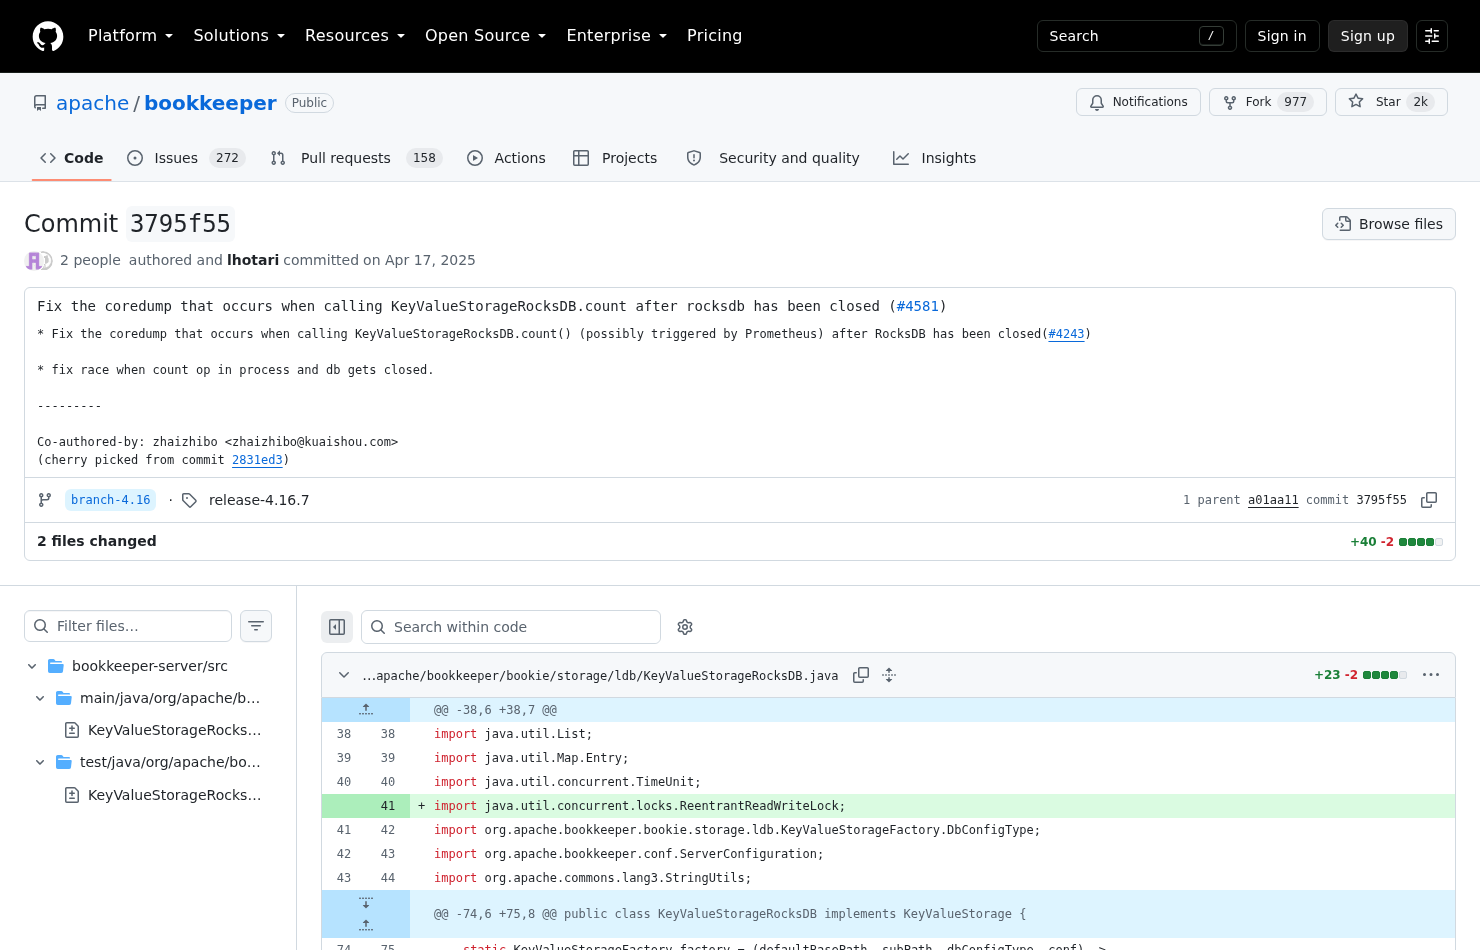 Platform Solutions Resources Open Source Enterprise Pricing Search / Sign in Sign up
apache / bookkeeper Public Notifications Fork 977 Star 2k
Code Issues 272 Pull requests 158 Actions Projects Security and quality Insights
Commit 3795f55 Browse files
2 people authored and lhotari committed on Apr 17, 2025
Fix the coredump that occurs when calling KeyValueStorageRocksDB.count after rocksdb has been closed (#4581)
* Fix the coredump that occurs when calling KeyValueStorageRocksDB.count() (possibly triggered by Prometheus) after RocksDB has been closed(#4243)
* fix race when count op in process and db gets closed.
---------
Co-authored-by: zhaizhibo <zhaizhibo@kuaishou.com>
(cherry picked from commit 2831ed3)
branch-4.16 · release-4.16.7 1 parent a01aa11 commit 3795f55
2 files changed +40 -2
Filter files…
bookkeeper-server/src
main/java/org/apache/b…
KeyValueStorageRocks…
test/java/org/apache/bo…
KeyValueStorageRocks…
Search within code
…apache/bookkeeper/bookie/storage/ldb/KeyValueStorageRocksDB.java +23 -2
@@ -38,6 +38,7 @@
38 38 import java.util.List;
39 39 import java.util.Map.Entry;
40 40 import java.util.concurrent.TimeUnit;
41 + import java.util.concurrent.locks.ReentrantReadWriteLock;
41 42 import org.apache.bookkeeper.bookie.storage.ldb.KeyValueStorageFactory.DbConfigType;
42 43 import org.apache.bookkeeper.conf.ServerConfiguration;
43 44 import org.apache.commons.lang3.StringUtils;
@@ -74,6 +75,8 @@ public class KeyValueStorageRocksDB implements KeyValueStorage {
74 75 static KeyValueStorageFactory factory = (defaultBasePath, subPath, dbConfigType, conf) ->